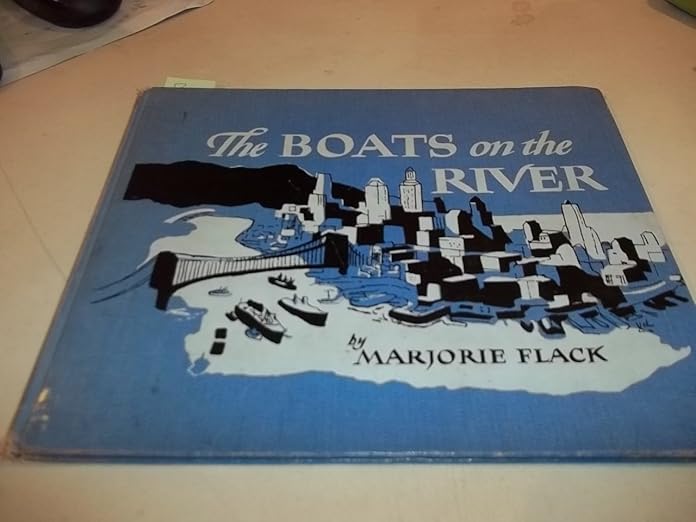 The BOATS on the
RIVER
by MARJORIE FLACK